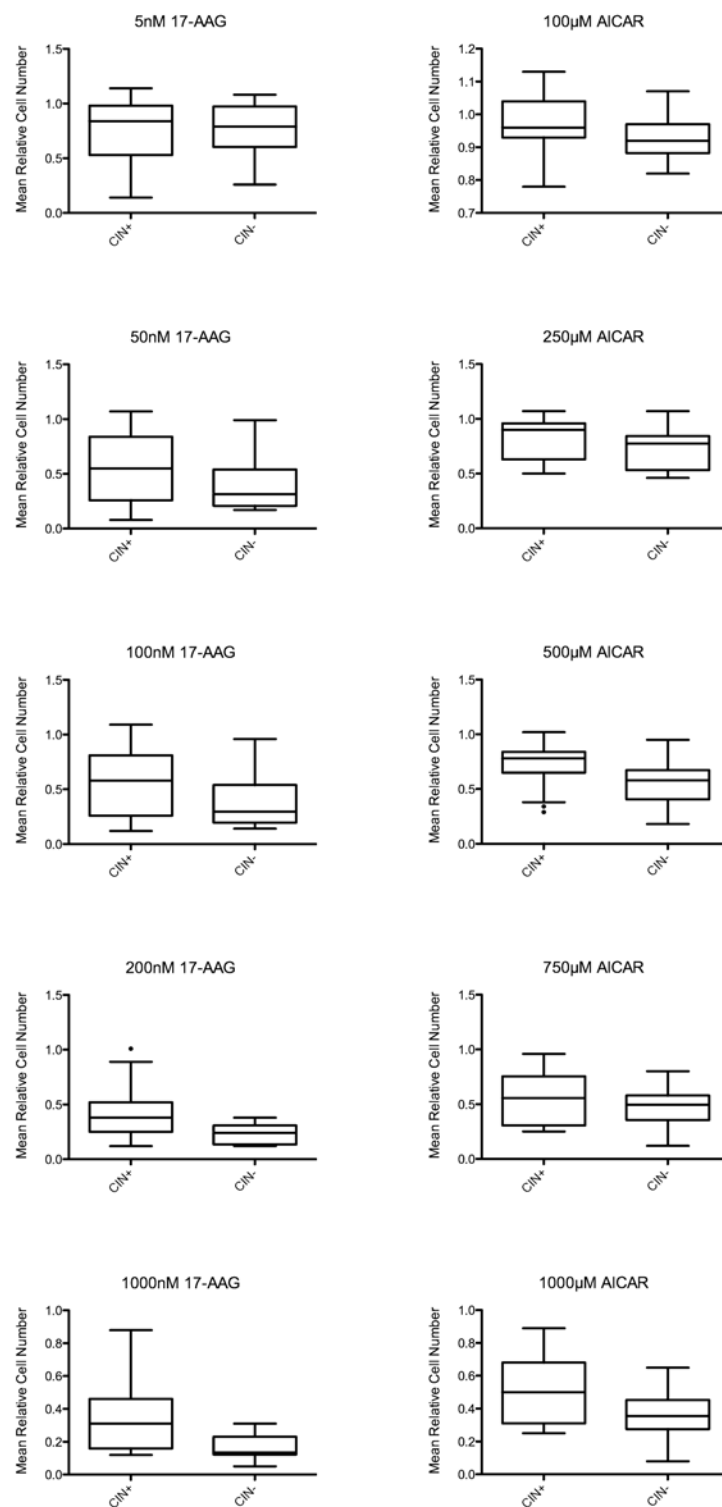 5nM 17-AAG
Mean Relative Cell Number
1.5
1.0
0.5
0.0
CIN+
CIN-
100µM AICAR
Mean Relative Cell Number
1.2
1.1
1.0
0.9
0.8
0.7
CIN+
CIN-
50nM 17-AAG
Mean Relative Cell Number
1.5
1.0
0.5
0.0
CIN+
CIN-
250µM AICAR
Mean Relative Cell Number
1.5
1.0
0.5
0.0
CIN+
CIN-
100nM 17-AAG
Mean Relative Cell Number
1.5
1.0
0.5
0.0
CIN+
CIN-
500µM AICAR
Mean Relative Cell Number
1.5
1.0
0.5
0.0
CIN+
CIN-
200nM 17-AAG
Mean Relative Cell Number
1.5
1.0
0.5
0.0
CIN+
CIN-
750µM AICAR
Mean Relative Cell Number
1.5
1.0
0.5
0.0
CIN+
CIN-
1000nM 17-AAG
Mean Relative Cell Number
1.0
0.8
0.6
0.4
0.2
0.0
CIN+
CIN-
1000µM AICAR
Mean Relative Cell Number
1.0
0.8
0.6
0.4
0.2
0.0
CIN+
CIN-